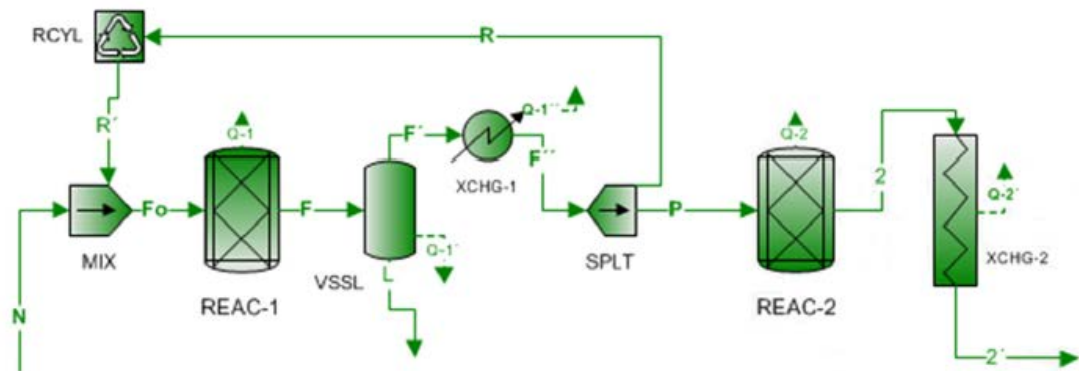 RCYL
R
R´
Q-1
F´
Q-1´´
XCHG-1
F´´
Q-2
2
Q-2´
XCHG-2
MIX
Fo
REAC-1
F
VSSL
Q-1´
L
SPLT
P
REAC-2
N
2´